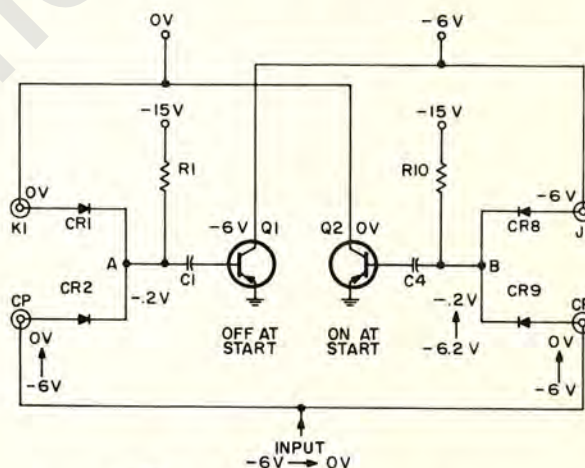 0V
-6V
-15V
-15V
R1
R10
0V
K1
CR1
-6V
Q1
Q2
0V
-6V
J
CR8
A
C1
C4
B
CR2
-.2V
CP
CR9
CP
OFF AT
START
ON AT
START
-.2V
-6.2V
0V
-6V
0V
-6V
INPUT
-6V → 0V